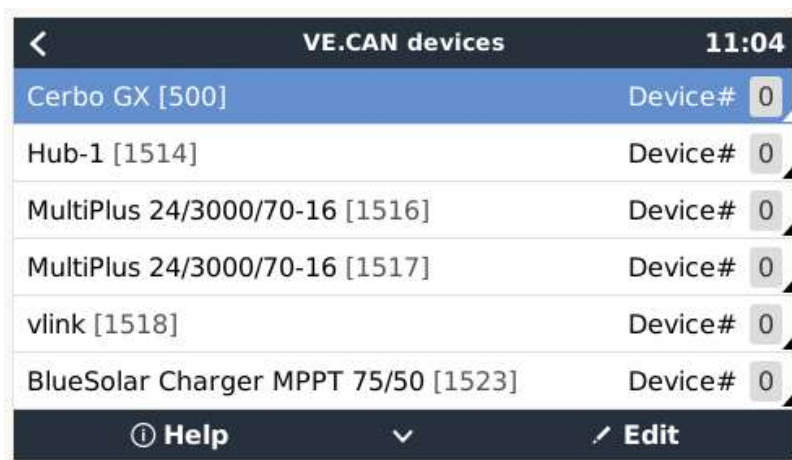 VE.CAN devices 11:04
Cerbo GX [500] Device# 0
Hub-1 [1514] Device# 0
MultiPlus 24/3000/70-16 [1516] Device# 0
MultiPlus 24/3000/70-16 [1517] Device# 0
vlink [1518] Device# 0
BlueSolar Charger MPPT 75/50 [1523] Device# 0
Help Edit